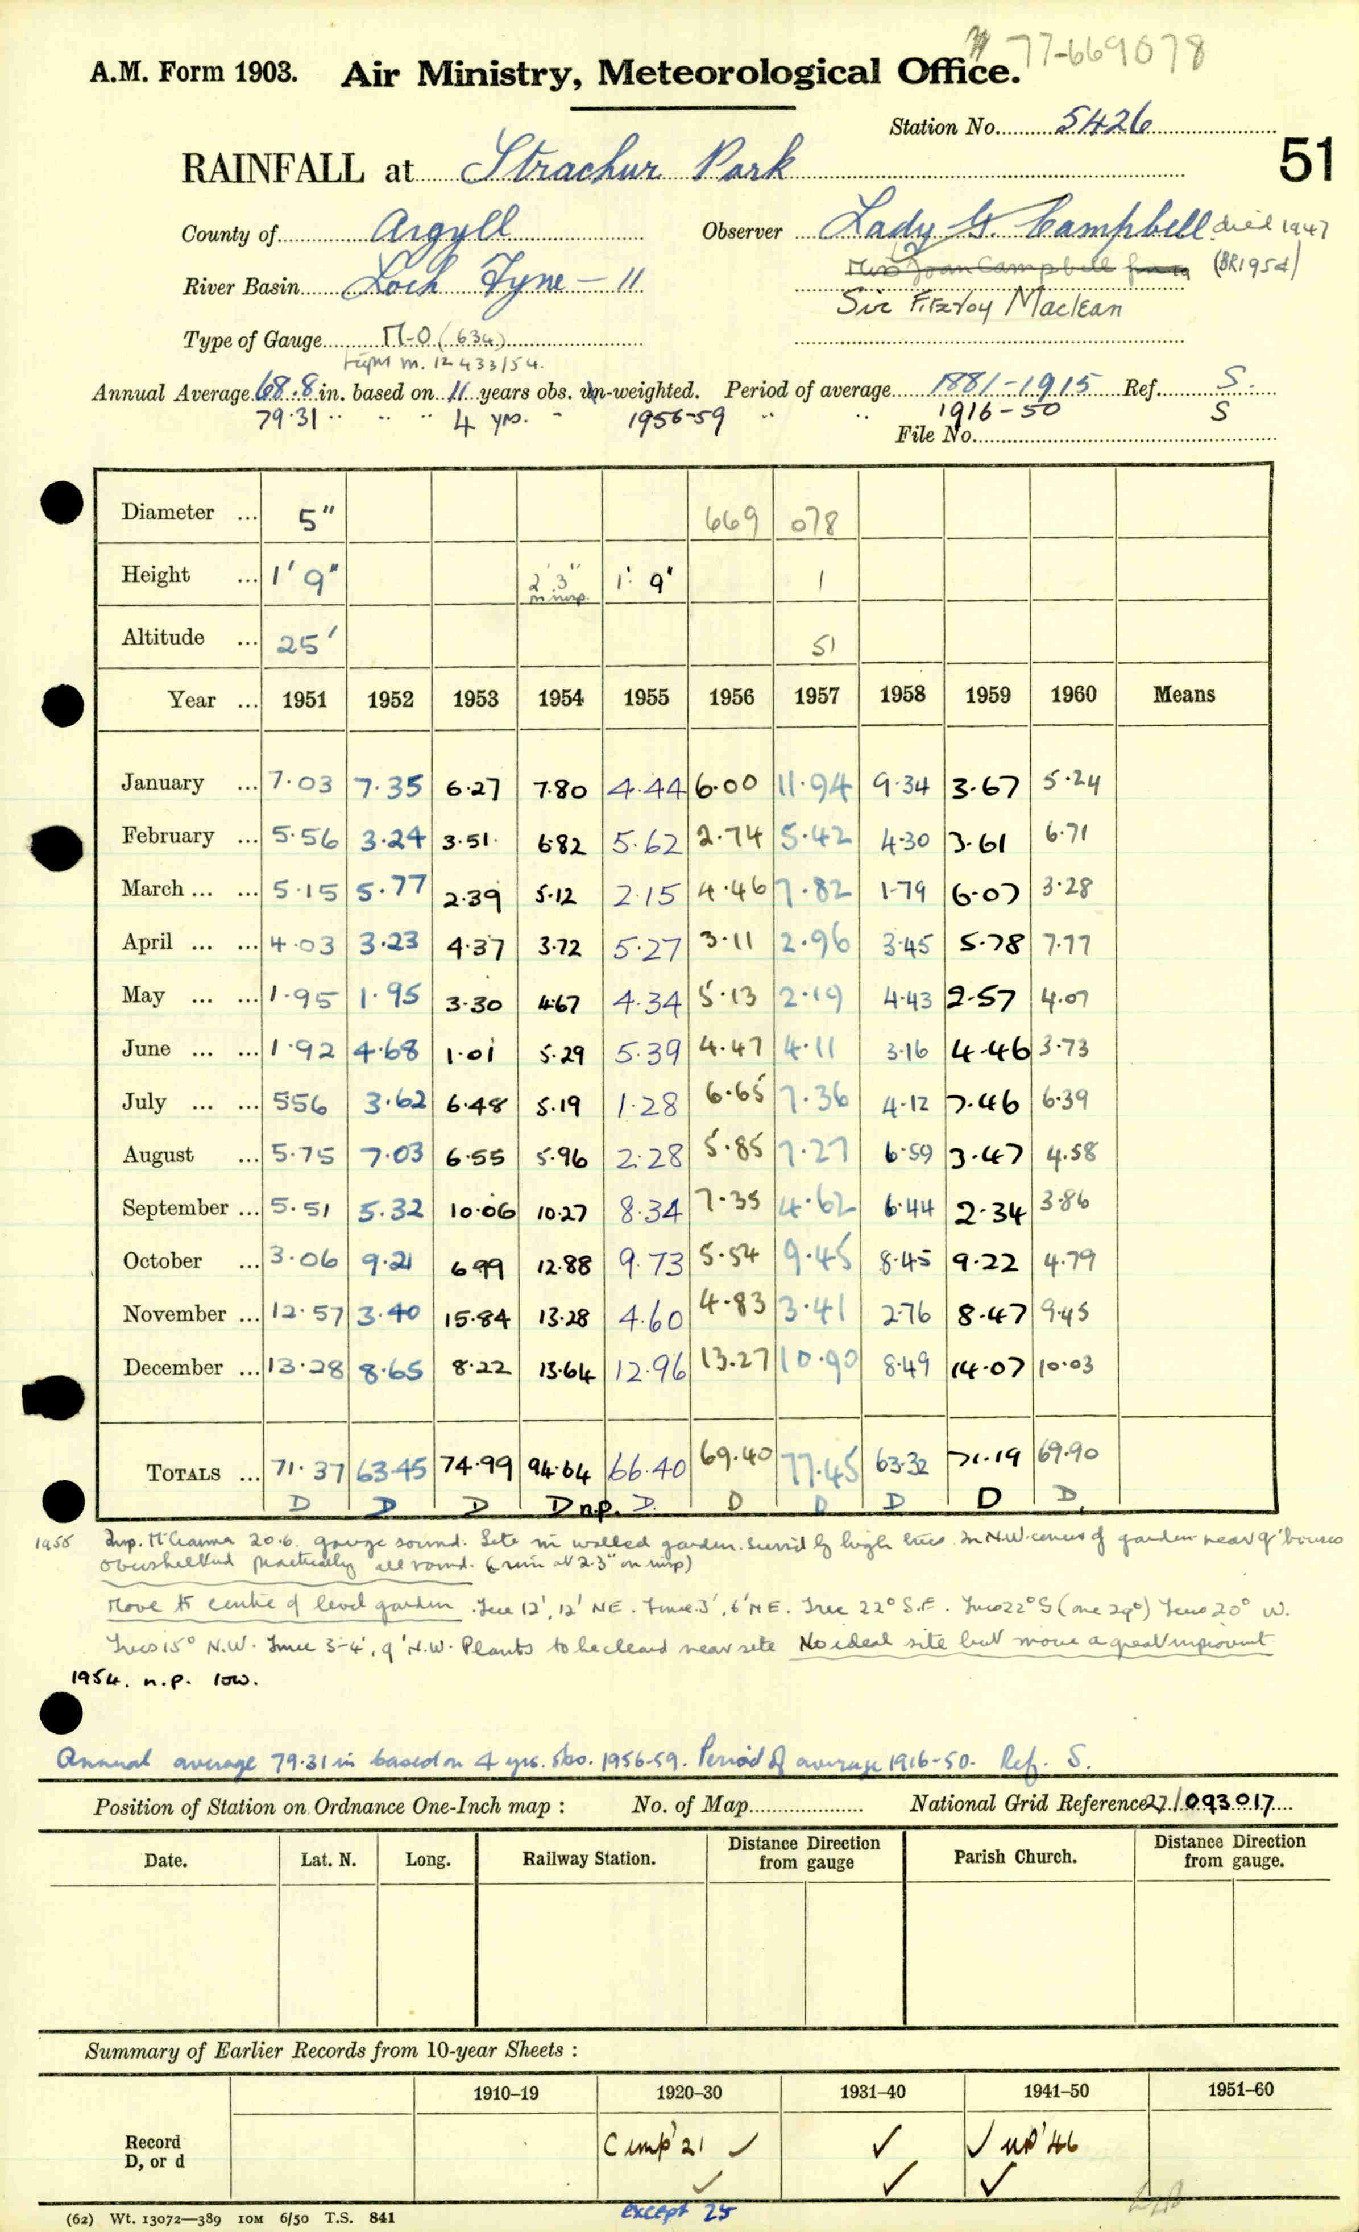 77-669078
A.M. Form 1903. Air Ministry, Meteorological Office.
Station No. 5426
51
RAINFALL at Strachur Park
County of Argyll Observer Lady G. Campbell died 1947
River Basin Loch Fyne – 11 Miss Joan Campbell (BR1954)
Sir Fitzroy Maclean
Type of Gauge M-O (634)
m. 12433/54.
Annual Average 68.8 in. based on 11 years obs. un-weighted. Period of average 1881-1915 Ref. S.
79.31 " " " 4 yrs. " 1956-59 " " 1916-50 S
File No.
Diameter ... 5" 669 078
Height ... 1' 9" 2' 3" on insp. 1' 9" 1
Altitude ... 25' 51
Year ... 1951 1952 1953 1954 1955 1956 1957 1958 1959 1960 Means
January ... 7.03 7.35 6.27 7.80 4.44 6.00 11.94 9.34 3.67 5.24
February ... 5.56 3.24 3.51 6.82 5.62 2.74 5.42 4.30 3.61 6.71
March ... ... 5.15 5.77 2.39 5.12 2.15 4.46 7.82 1.79 6.07 3.28
April ... ... 4.03 3.23 4.37 3.72 5.27 3.11 2.96 3.45 5.78 7.77
May ... ... 1.95 1.95 3.30 4.67 4.34 5.13 2.19 4.43 2.57 4.07
June ... ... 1.92 4.68 1.01 5.29 5.39 4.47 4.11 3.16 4.46 3.73
July ... ... 5.56 3.62 6.48 5.19 1.28 6.65 7.36 4.12 7.46 6.39
August ... 5.75 7.03 6.55 5.96 2.28 5.85 7.27 6.59 3.47 4.58
September ... 5.51 5.32 10.06 10.27 8.34 7.35 4.62 6.44 2.34 3.86
October ... 3.06 9.21 6.99 12.88 9.73 5.54 9.45 8.45 9.22 4.79
November ... 12.57 3.40 15.84 13.28 4.60 4.83 3.41 2.76 8.47 9.45
December ... 13.28 8.65 8.22 13.64 12.96 13.27 10.90 8.49 14.07 10.03
TOTALS ... 71.37 63.45 74.99 94.64 66.40 69.40 77.45 63.32 71.19 69.90
D D D D n.p. D. D D D D D.
1955 Insp. 20.6. gauge sound. Site in walled garden. Surr'd by high trees. In N.W. corner of garden near g'houses
overshelt'd practically all round. (rim at 2.3" on insp)
Move to centre of level garden. Tree 12', 12' NE. 3', 6' NE. Tree 22° S.E. Trees 22° S (one 29°) Trees 20° W.
Trees 15° N.W. 3-4', 9' N.W. Plants to be cleared near site No ideal site but move a great improvmt
1954. n.p. low.
Annual average 79.31 in based on 4 yrs. obs. 1956-59. Period of average 1916-50. Ref. S.
Position of Station on Ordnance One-Inch map : No. of Map National Grid Reference 27/093017
Date. Lat. N. Long. Railway Station. Distance from Direction gauge Parish Church. Distance from Direction gauge.
Summary of Earlier Records from 10-year Sheets :
1910–19 1920–30 1931–40 1941–50 1951–60
Record C imp' 21 ✓ ✓ ✓ '46
D, or d ✓ ✓ ✓
except 25
(62) Wt. 13072—389 10M 6/50 T.S. 841